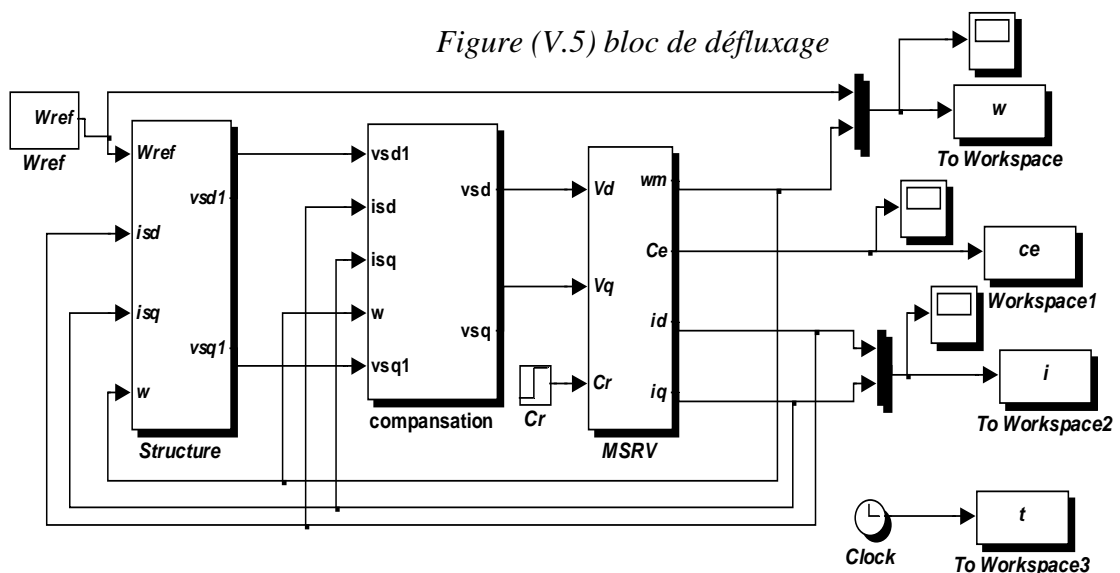 Figure (V.5) bloc de défluxage
Wref
Wref
Wref
isd
isq
w
vsd1
vsq1
Structure
vsd1
isd
isq
w
vsq1
vsd
vsq
compansation
Cr
Vd
Vq
Cr
wm
Ce
id
iq
MSRV
w
To Workspace
ce
Workspace1
i
To Workspace2
Clock
t
To Workspace3